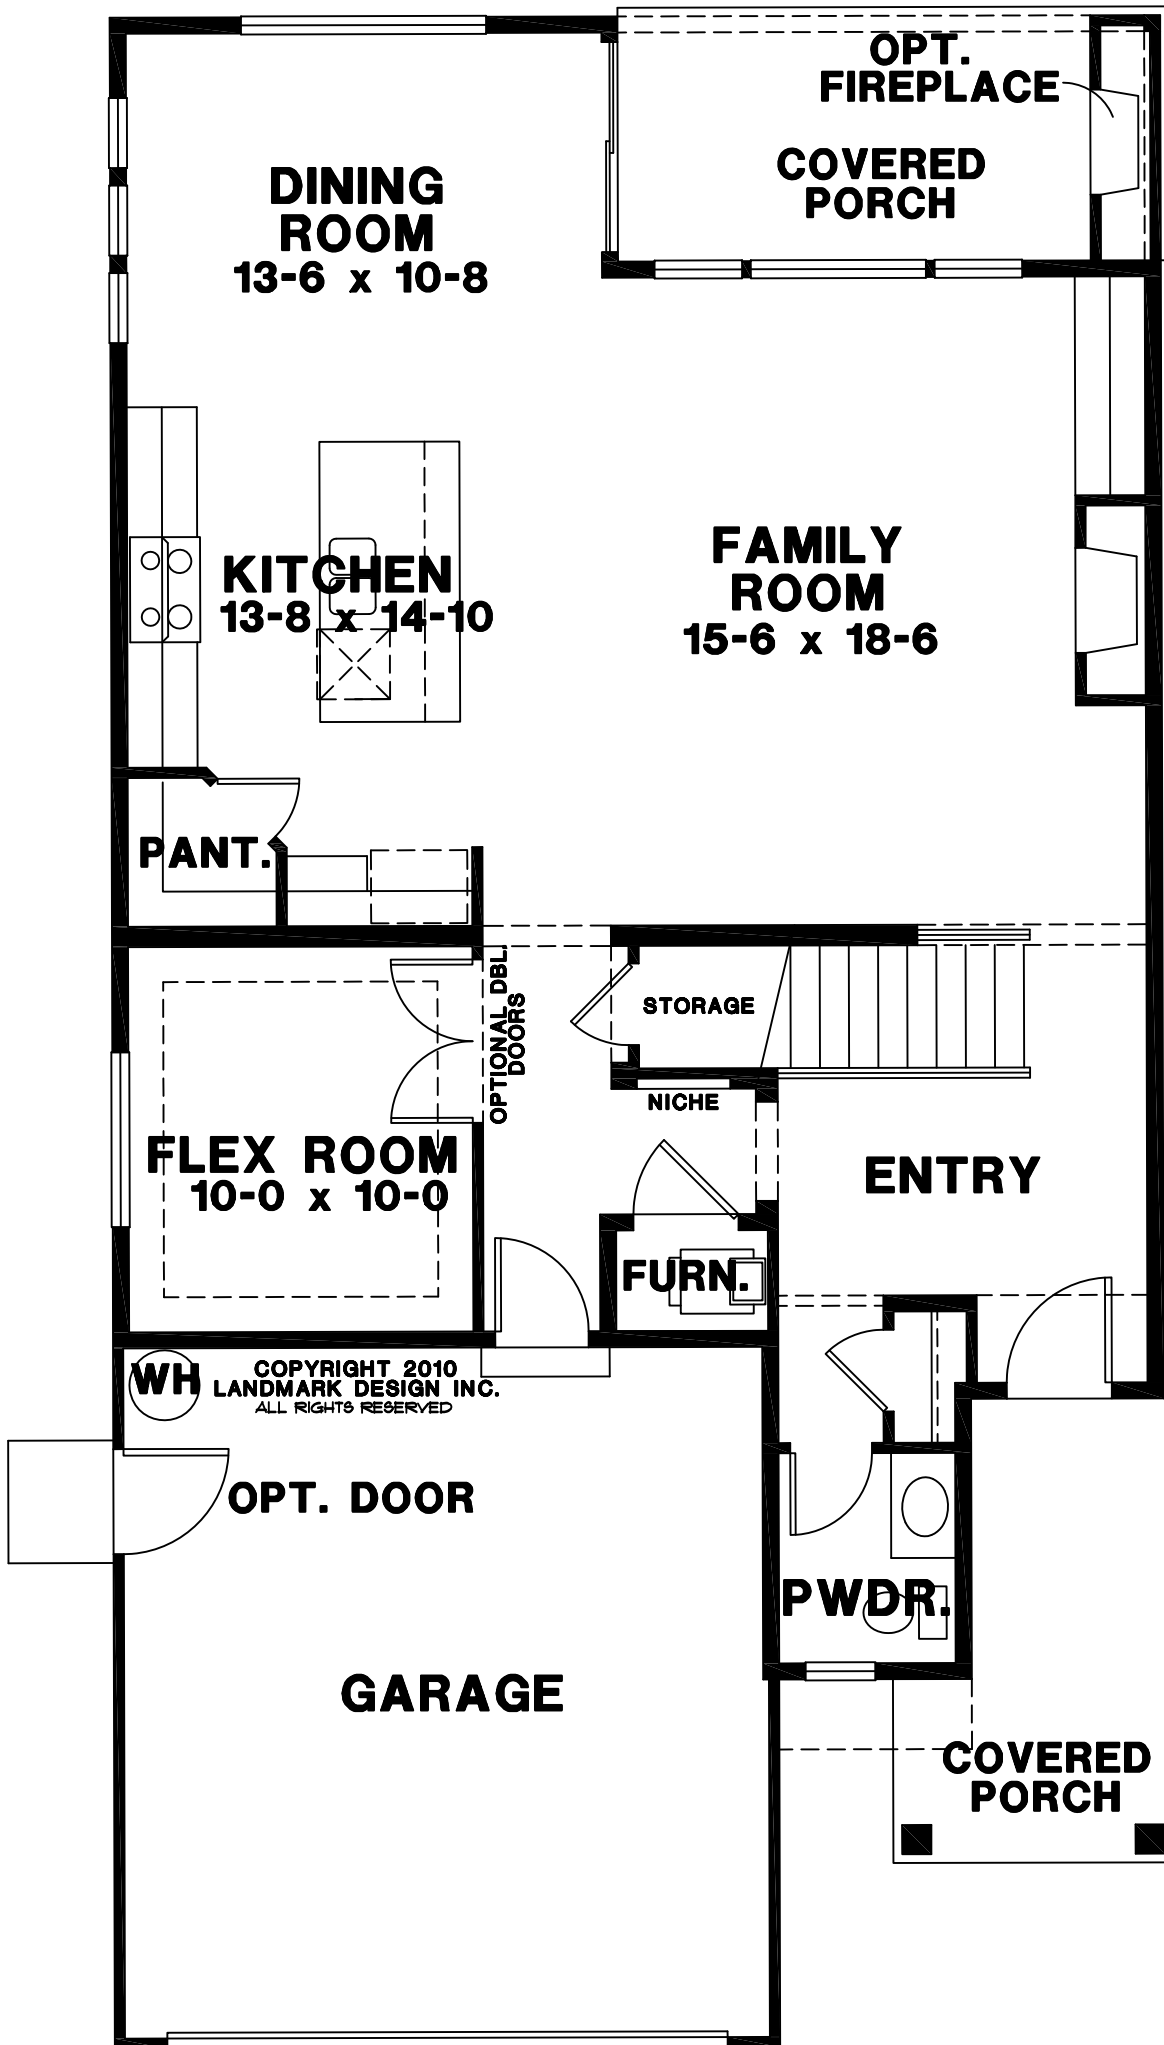 OPT.
FIREPLACE
COVERED
PORCH
DINING
ROOM
13-6 x 10-8
KITCHEN
13-8 x 14-10
FAMILY
ROOM
15-6 x 18-6
PANT.
OPTIONAL DBL.
DOORS
STORAGE
NICHE
FLEX ROOM
10-0 x 10-0
ENTRY
FURN.
WH
COPYRIGHT 2010
LANDMARK DESIGN INC.
ALL RIGHTS RESERVED
OPT. DOOR
PWDR.
GARAGE
COVERED
PORCH